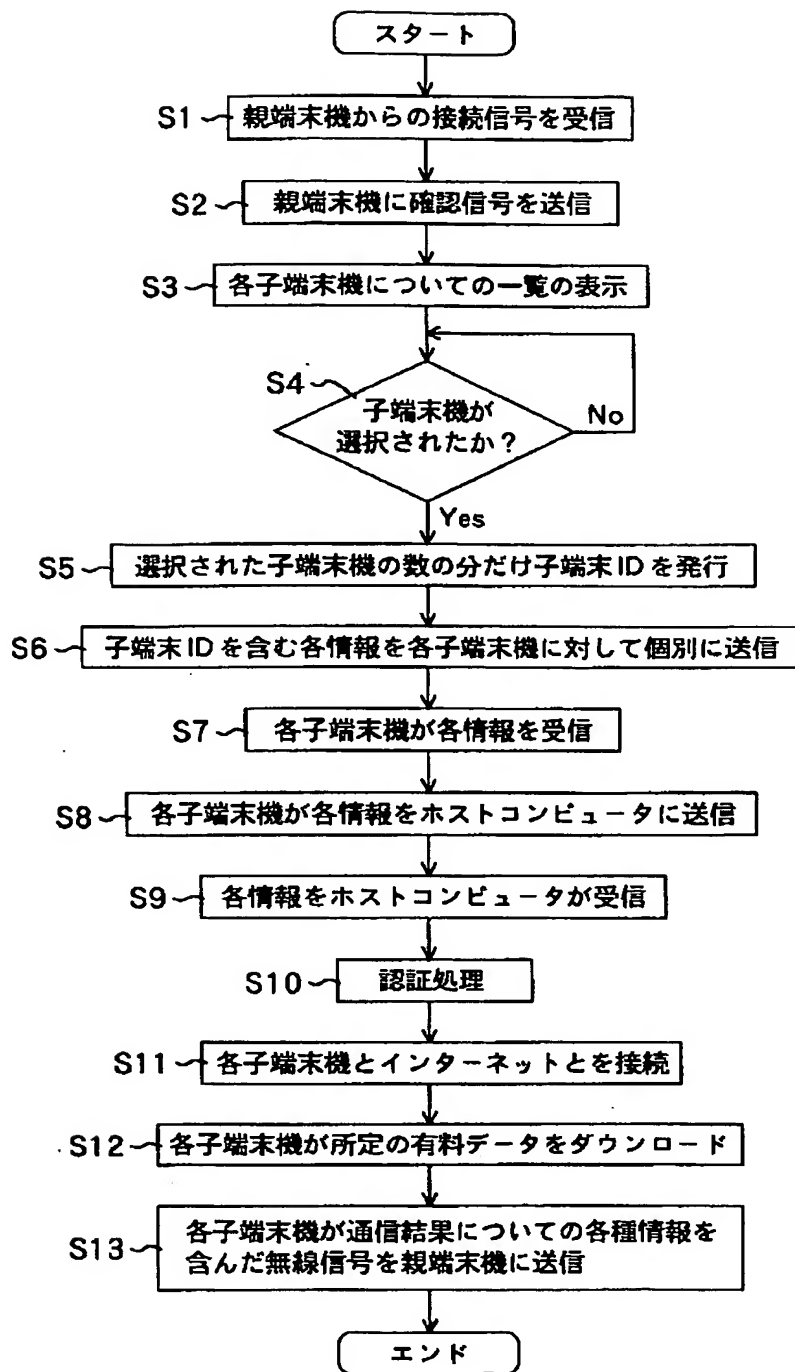 スタート
S1 親端末機からの接続信号を受信
S2 親端末機に確認信号を送信
S3 各子端末機についての一覧の表示
S4
子端末機が
選択されたか?
No
Yes
S5 選択された子端末機の数の分だけ子端末IDを発行
S6 子端末IDを含む各情報を各子端末機に対して個別に送信
S7 各子端末機が各情報を受信
S8 各子端末機が各情報をホストコンピュータに送信
S9 各情報をホストコンピュータが受信
S10 認証処理
S11 各子端末機とインターネットとを接続
S12 各子端末機が所定の有料データをダウンロード
S13 各子端末機が通信結果についての各種情報を
含んだ無線信号を親端末機に送信
エンド